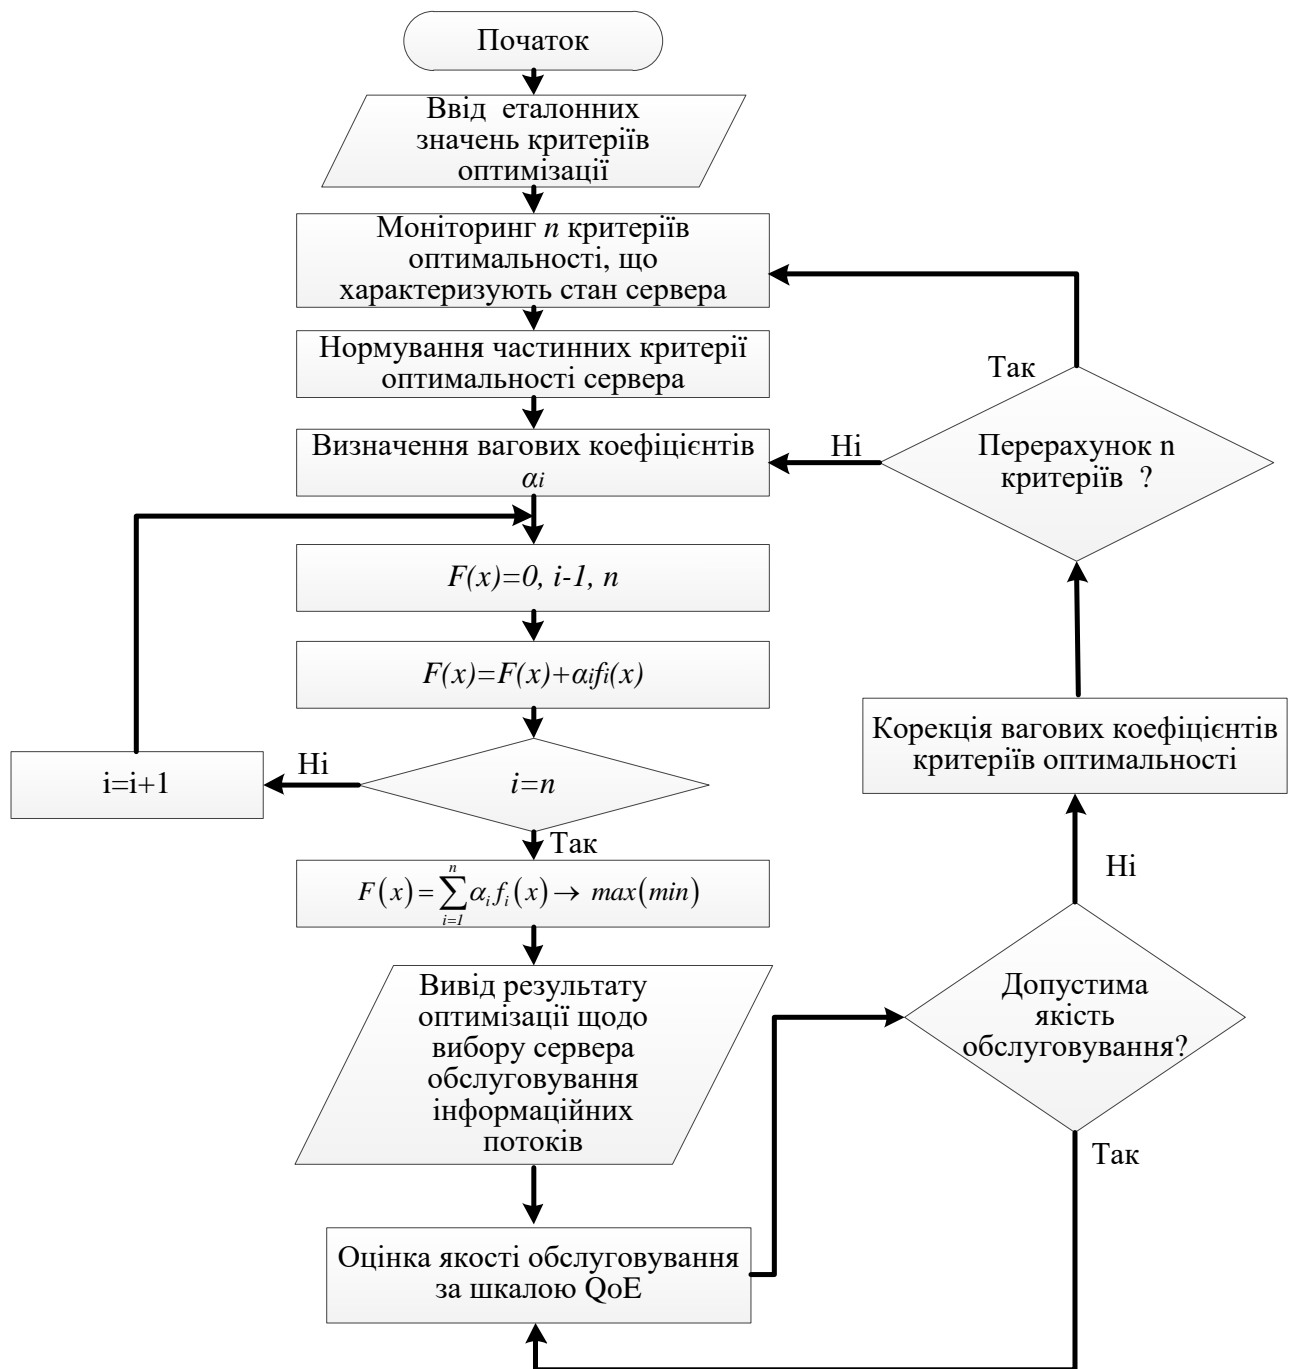 Початок
Ввід еталонних
значень критеріїв
оптимізації
Моніторинг n критеріїв
оптимальності, що
характеризують стан сервера
Нормування частинних критерії
оптимальності сервера
Визначення вагових коефіцієнтів
αi
F(x)=0, i-1, n
F(x)=F(x)+αifi(x)
i=n
Ні
i=i+1
Так
F(x)=∑_{i=1}^{n} α_i f_i(x)→ max(min)
Вивід результату
оптимізації щодо
вибору сервера
обслуговування
інформаційних
потоків
Оцінка якості обслуговування
за шкалою QoE
Допустима
якість
обслуговування?
Так
Ні
Корекція вагових коефіцієнтів
критеріїв оптимальності
Перерахунок n
критеріїв ?
Ні
Так